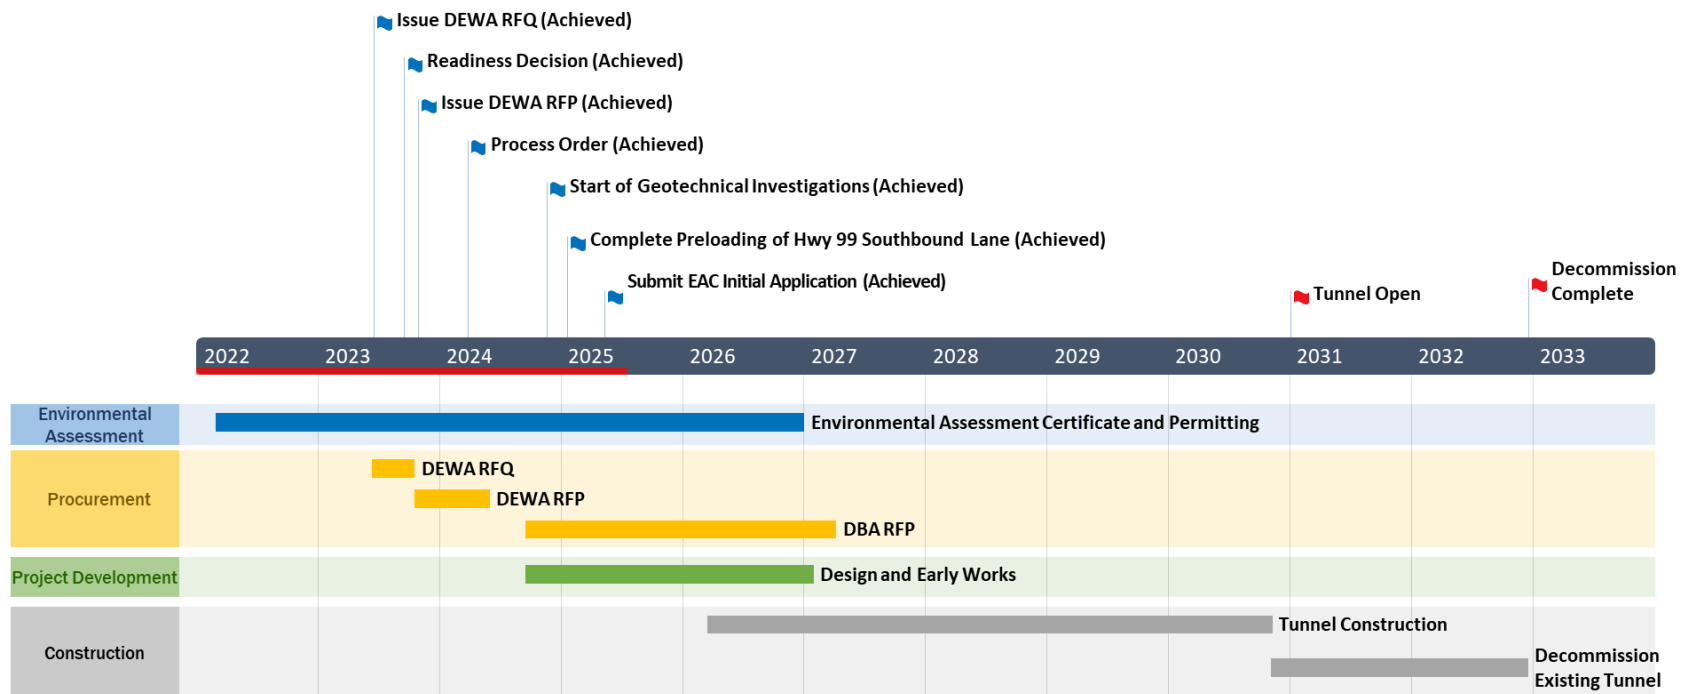 Issue DEWA RFQ (Achieved)
Readiness Decision (Achieved)
Issue DEWA RFP (Achieved)
Process Order (Achieved)
Start of Geotechnical Investigations (Achieved)
Complete Preloading of Hwy 99 Southbound Lane (Achieved)
Submit EAC Initial Application (Achieved)
Tunnel Open
Decommission
Complete
2022 2023 2024 2025 2026 2027 2028 2029 2030 2031 2032 2033
Environmental
Assessment
Environmental Assessment Certificate and Permitting
Procurement
DEWA RFQ
DEWA RFP
DBA RFP
Project Development
Design and Early Works
Construction
Tunnel Construction
Decommission
Existing Tunnel